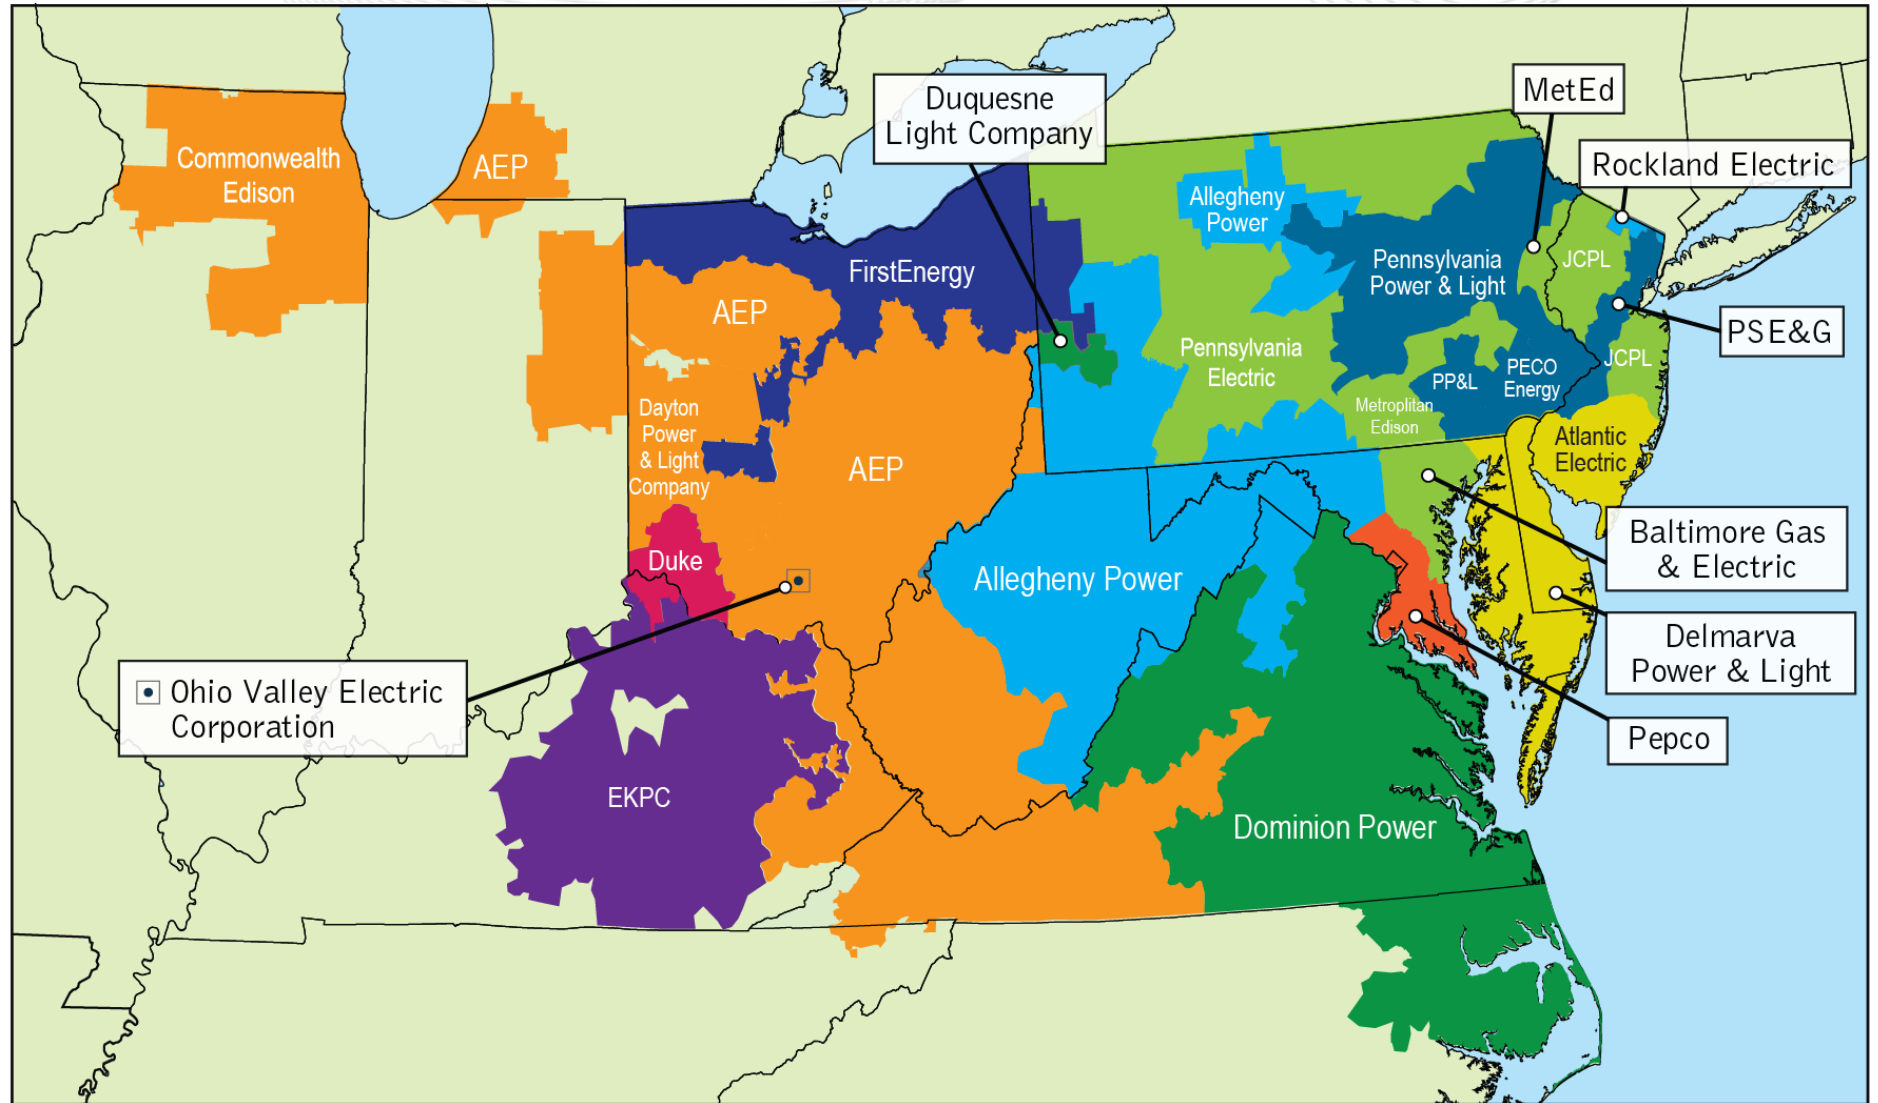 Duquesne
Light Company
MetEd
Rockland Electric
Commonwealth
Edison
AEP
Allegheny
Power
FirstEnergy
AEP
Pennsylvania
Power & Light
JCPL
PSE&G
Pennsylvania
Electric
PP&L
PECO
Energy
JCPL
Metroplitan
Edison
Dayton
Power
& Light
Company
AEP
Atlantic
Electric
Duke
Allegheny Power
Baltimore Gas
& Electric
Delmarva
Power & Light
Ohio Valley Electric
Corporation
Pepco
EKPC
Dominion Power